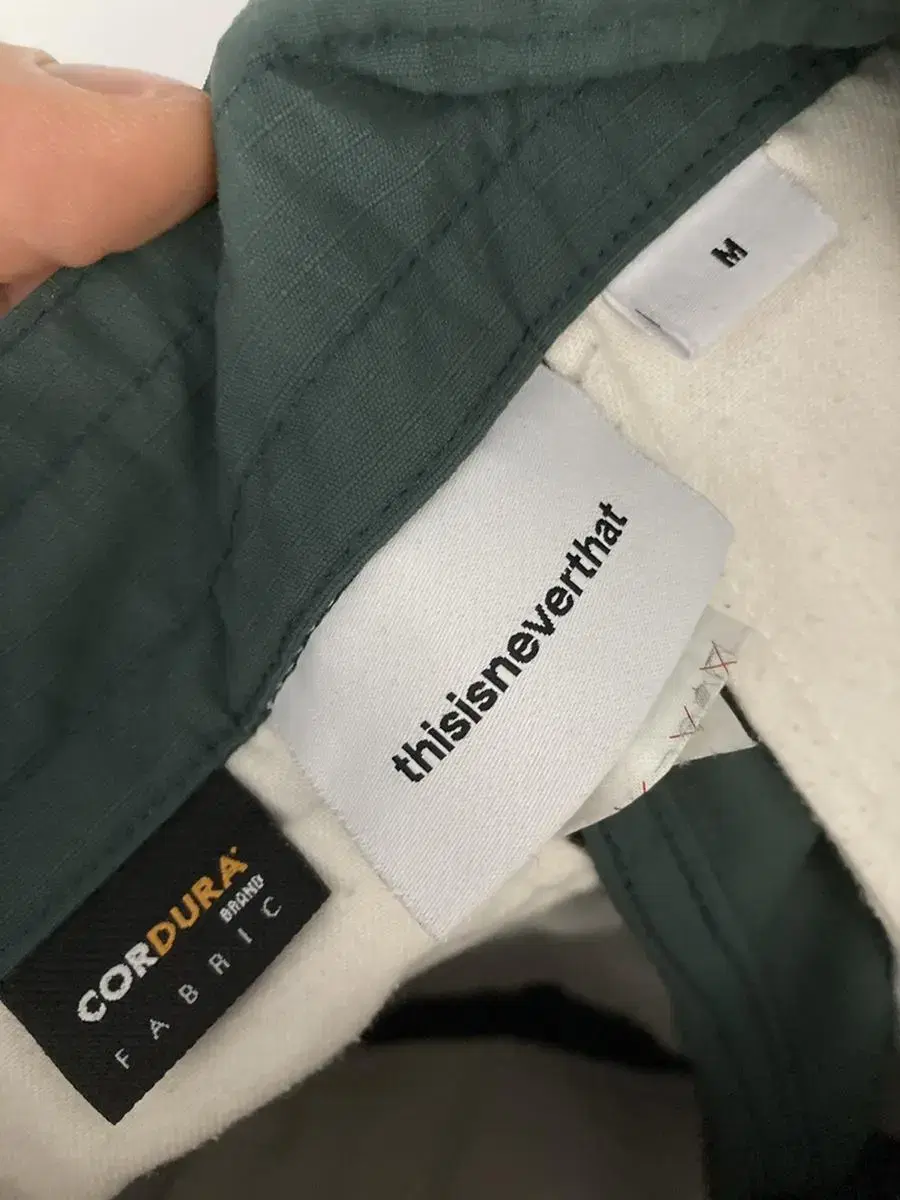 M
thisisneverthat
CORDURA
BRAND
FABRIC